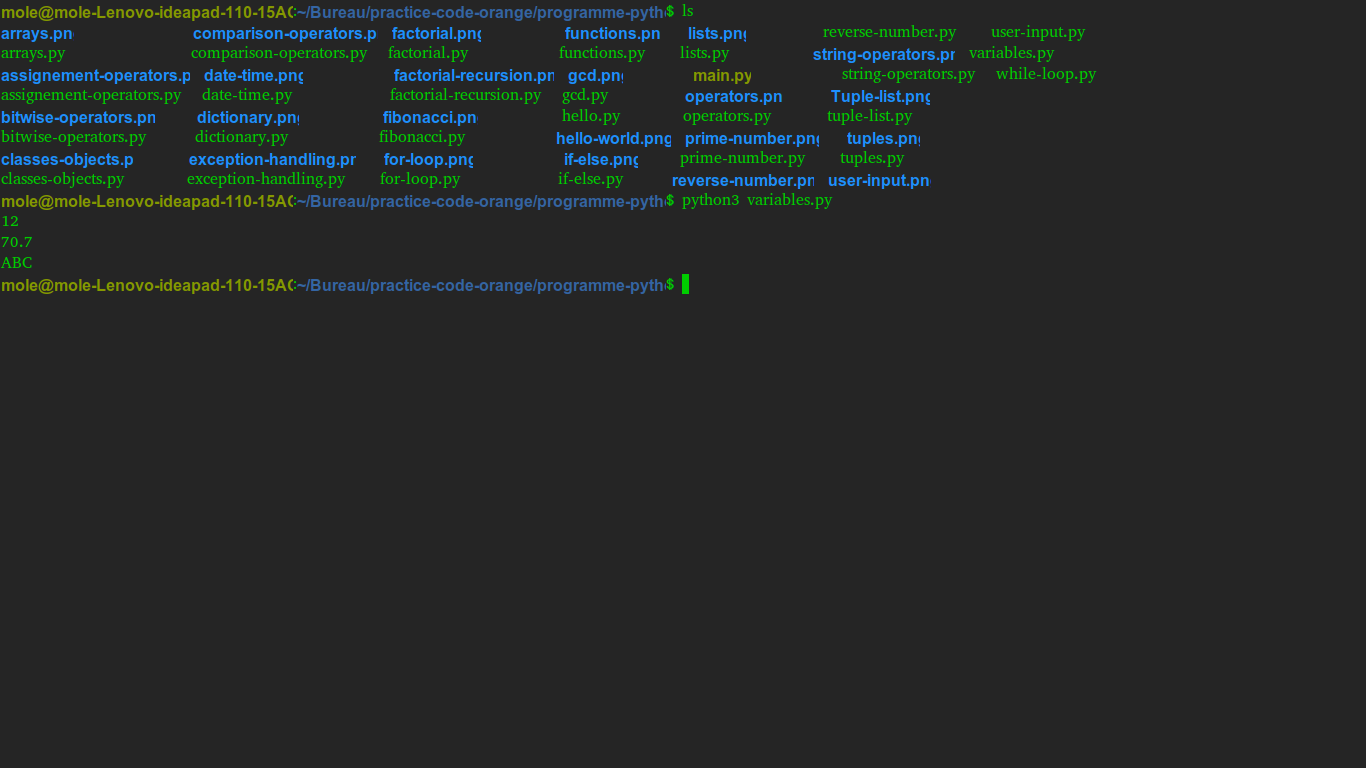 mole@mole-Lenovo-ideapad-110-15AC:~/Bureau/practice-code-orange/programme-pyth$ ls
arrays.pn comparison-operators.p factorial.png functions.pn lists.png reverse-number.py user-input.py
arrays.py comparison-operators.py factorial.py functions.py lists.py string-operators.pn variables.py
assignement-operators.p date-time.png factorial-recursion.pn gcd.png main.py string-operators.py while-loop.py
assignement-operators.py date-time.py factorial-recursion.py gcd.py operators.pn Tuple-list.png
bitwise-operators.pn dictionary.png fibonacci.pn hello.py operators.py tuple-list.py
bitwise-operators.py dictionary.py fibonacci.py hello-world.png prime-number.png tuples.png
classes-objects.p exception-handling.pn for-loop.png if-else.png prime-number.py tuples.py
classes-objects.py exception-handling.py for-loop.py if-else.py reverse-number.pn user-input.pn
mole@mole-Lenovo-ideapad-110-15AC:~/Bureau/practice-code-orange/programme-pyth$ python3 variables.py
12
70.7
ABC
mole@mole-Lenovo-ideapad-110-15AC:~/Bureau/practice-code-orange/programme-pyth$